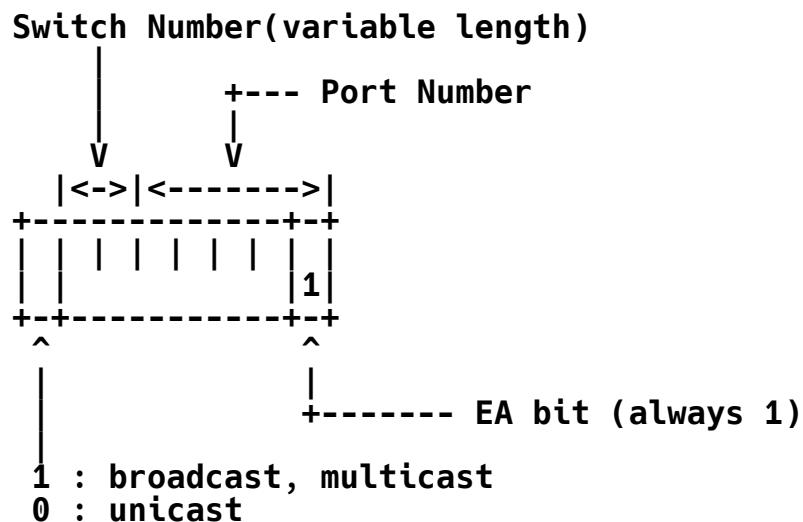 Switch Number(variable length)
     |
     |      +--- Port Number
     |      |
     V      V
  |<->|<------->|
+-------------+-+
| | | | | | | | |
| |           |1|
+-+-----------+-+
 ^             ^
 |             |
 |             +------- EA bit (always 1)
 |
 1 : broadcast, multicast
 0 : unicast